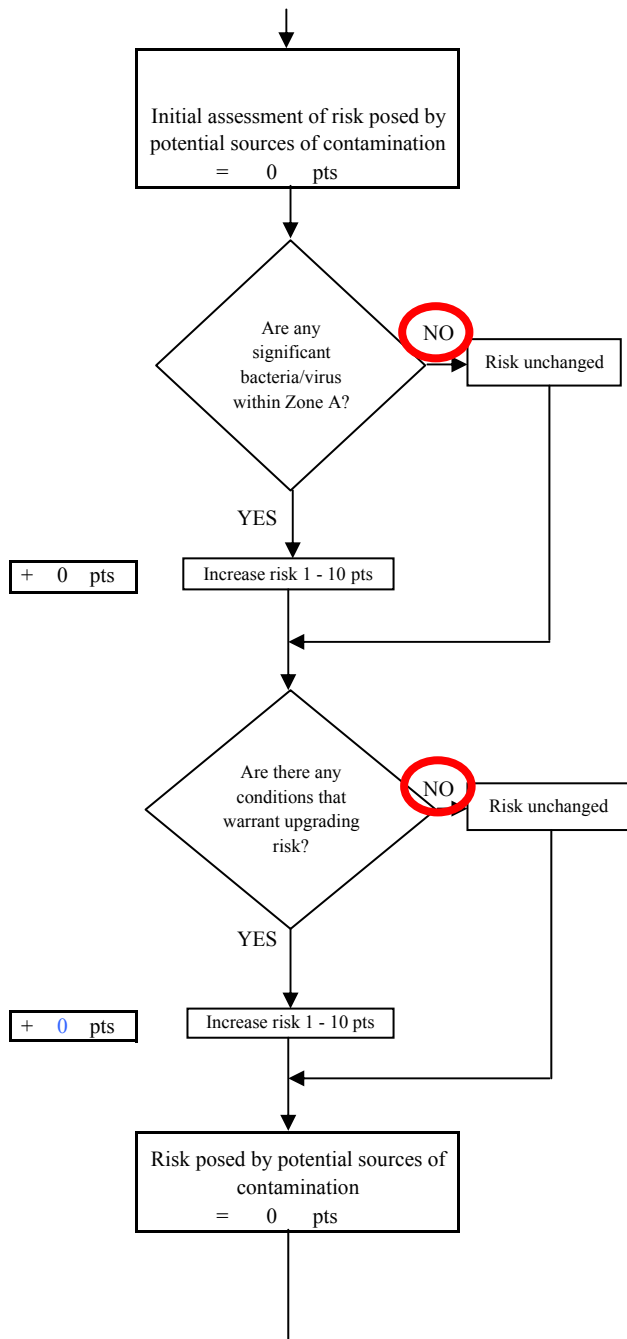 Initial assessment of risk posed by
potential sources of contamination
= 0 pts
Are any
significant
bacteria/virus
within Zone A?
NO
Risk unchanged
YES
+ 0 pts
Increase risk 1 - 10 pts
Are there any
conditions that
warrant upgrading
risk?
NO
Risk unchanged
YES
+ 0 pts
Increase risk 1 - 10 pts
Risk posed by potential sources of
contamination
= 0 pts